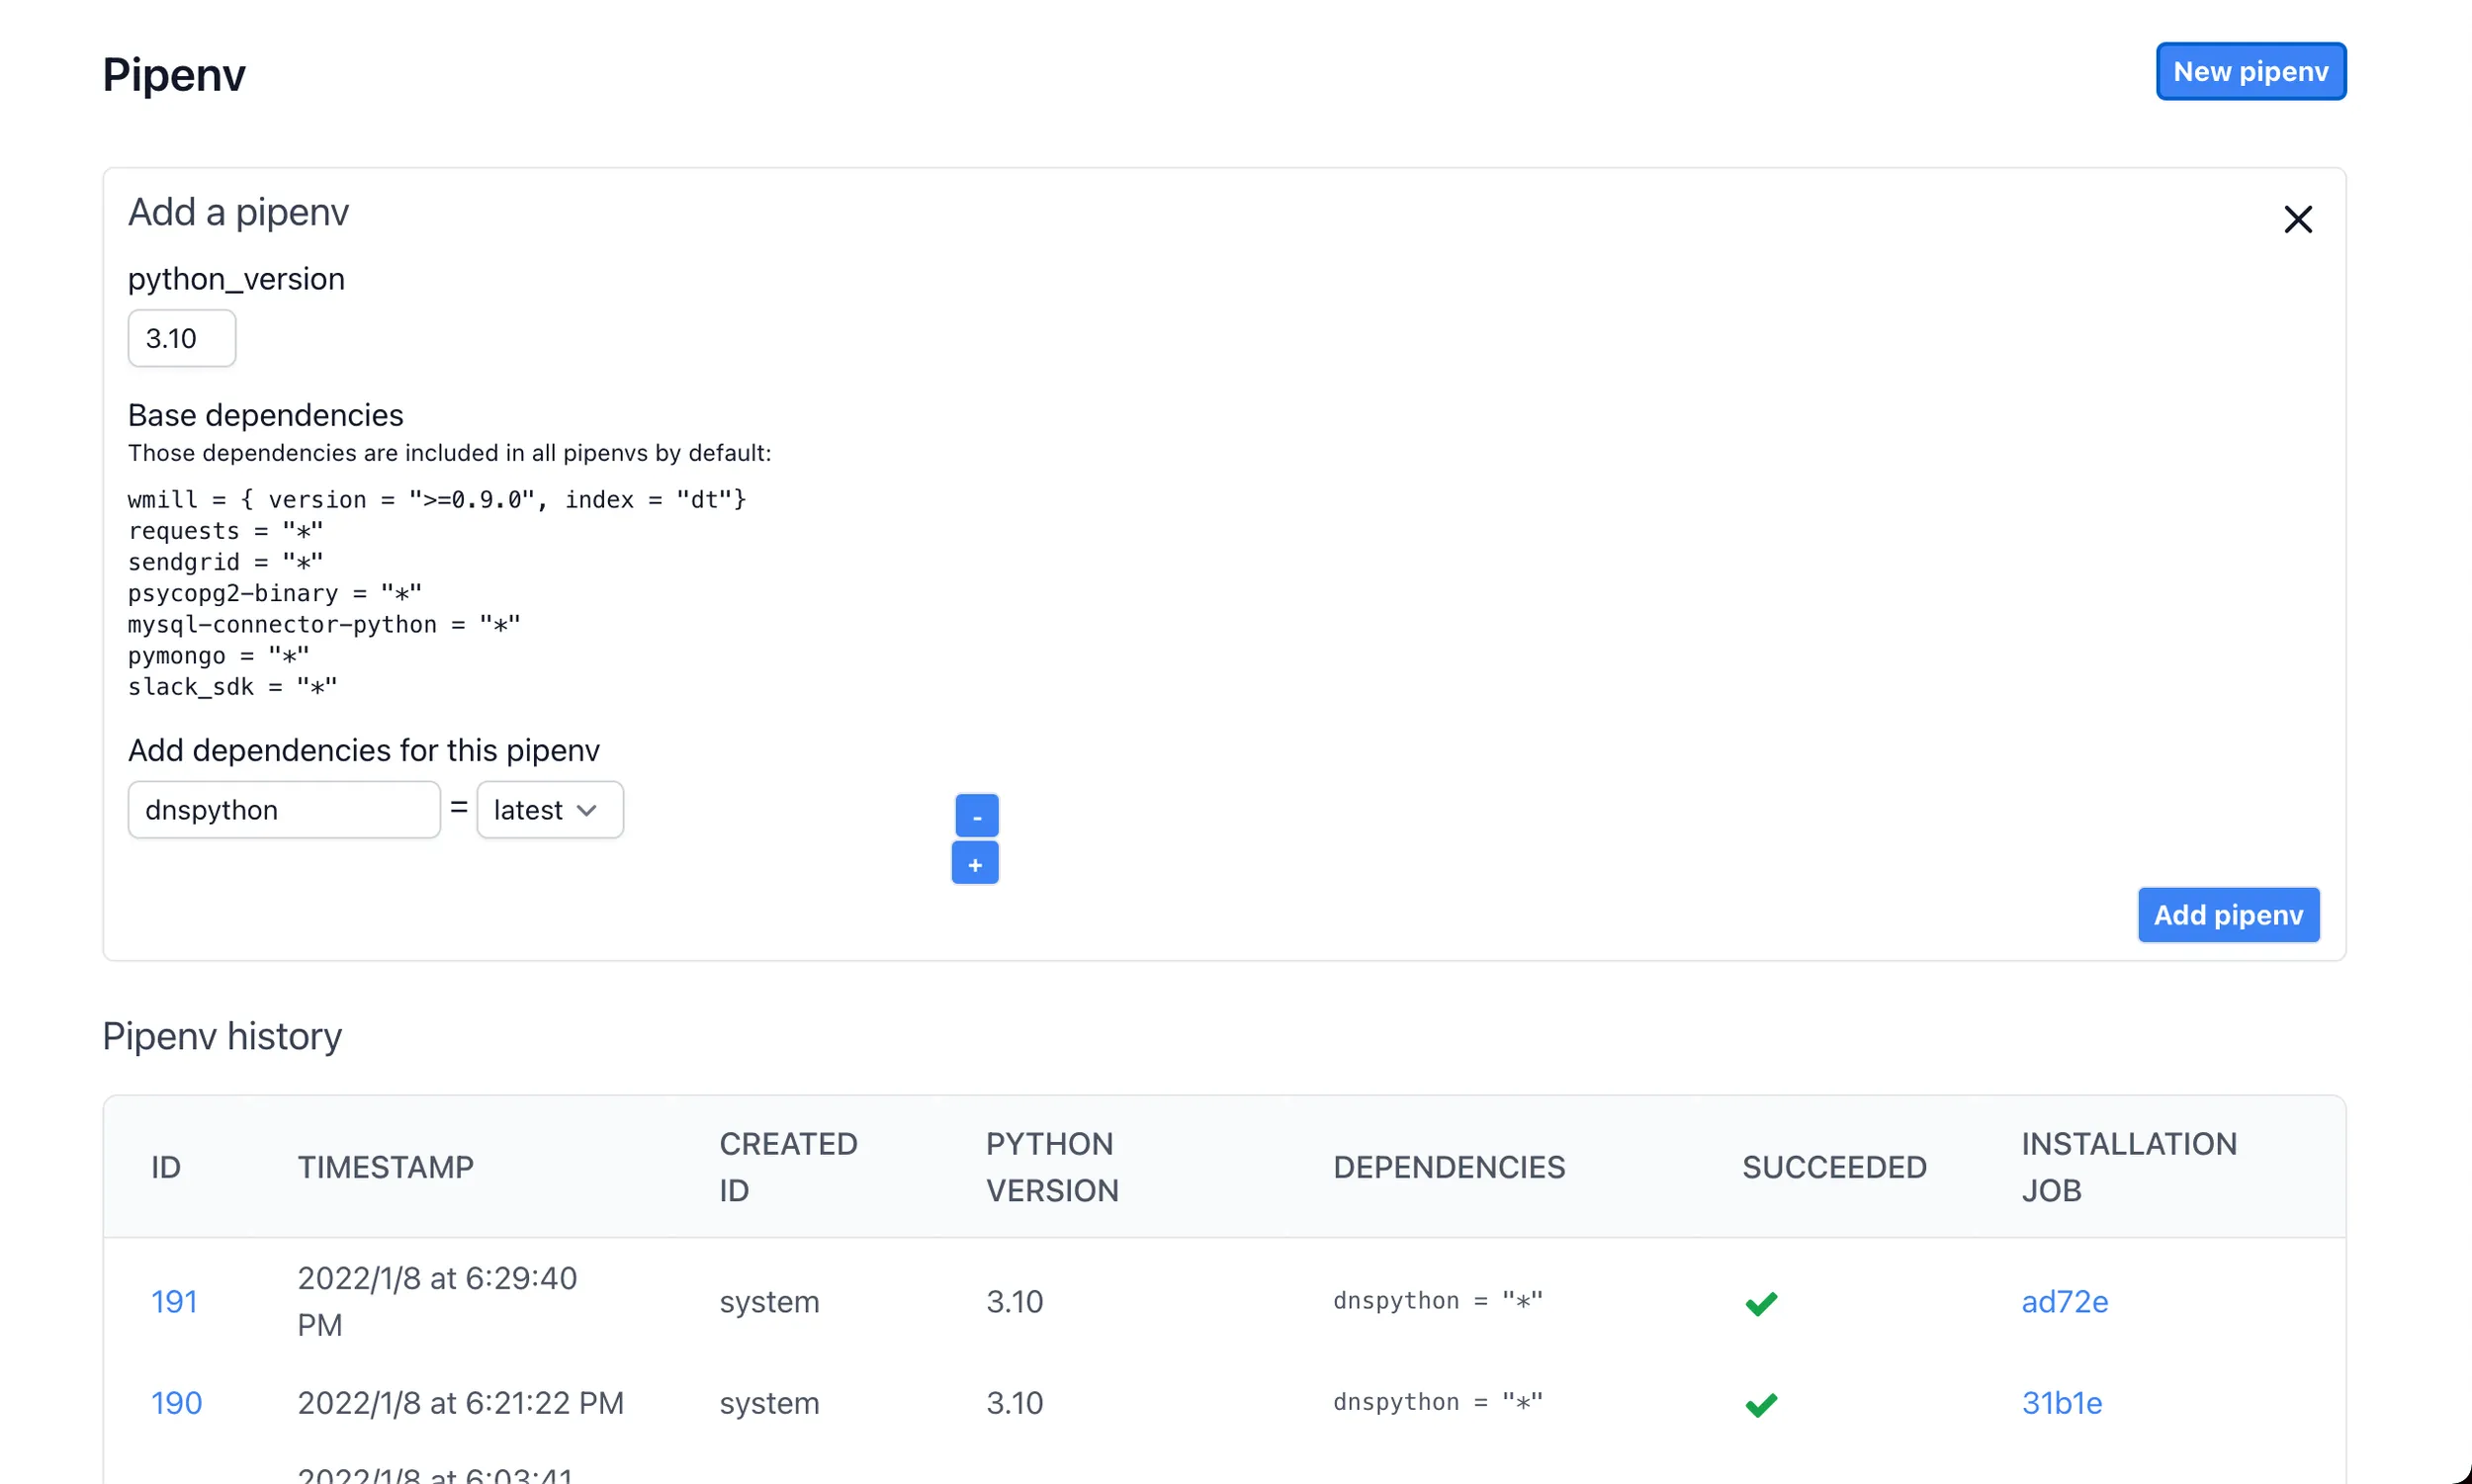 Pipenv
New pipenv
Add a pipenv
python_version
3.10
Base dependencies
Those dependencies are included in all pipenvs by default:
wmill = { version = ">=0.9.0", index = "dt"}
requests = "*"
sendgrid = "*"
psycopg2-binary = "*"
mysql-connector-python = "*"
pymongo = "*"
slack_sdk = "*"
Add dependencies for this pipenv
dnspython = latest
-
+
Add pipenv
Pipenv history
ID TIMESTAMP CREATED ID PYTHON VERSION DEPENDENCIES SUCCEEDED INSTALLATION JOB
191 2022/1/8 at 6:29:40 PM system 3.10 dnspython = "*" ad72e
190 2022/1/8 at 6:21:22 PM system 3.10 dnspython = "*" 31b1e
2022/1/8 at 6:03:41